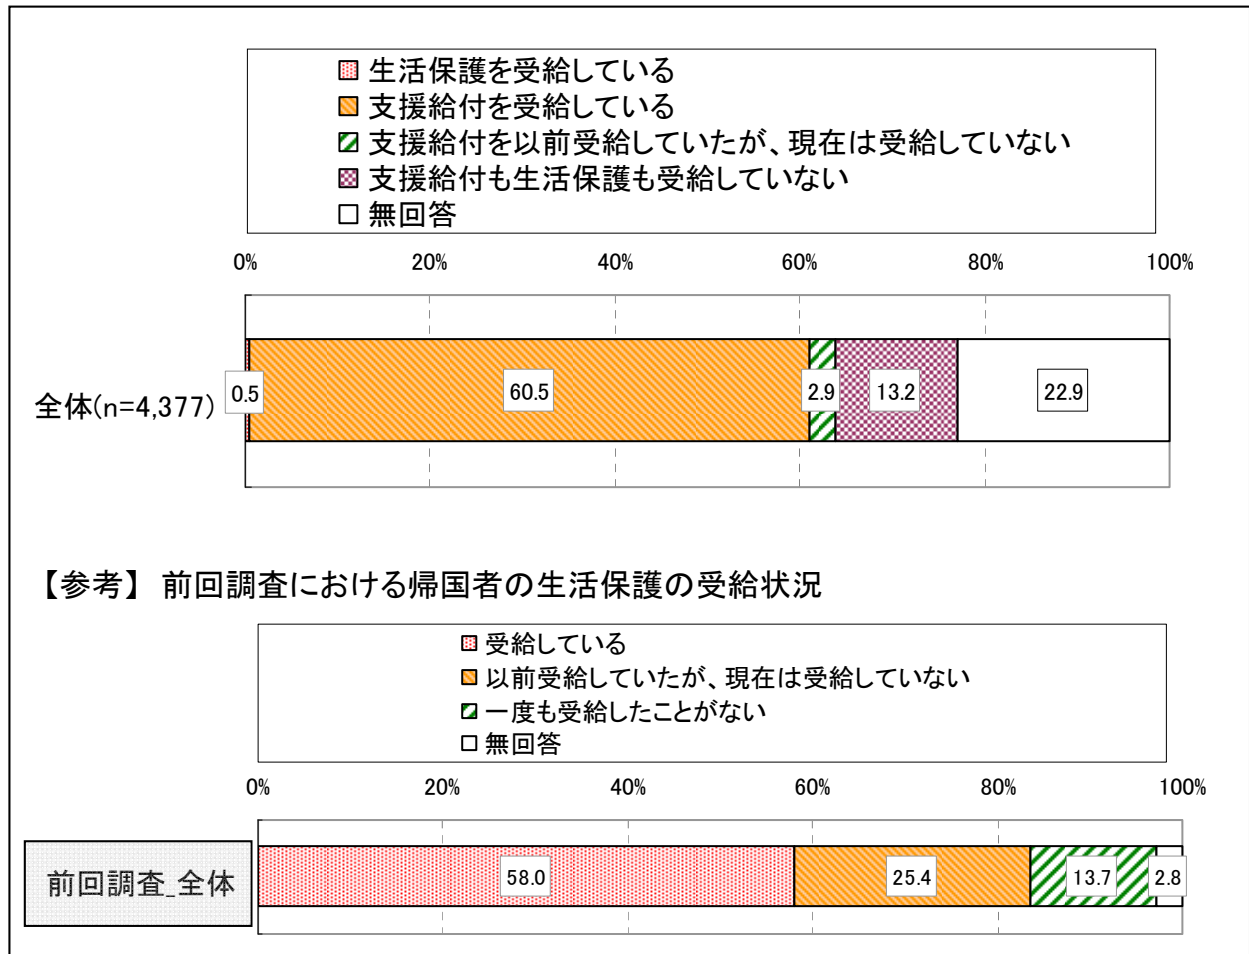 生活保護を受給している
支援給付を受給している
支援給付を以前受給していたが、現在は受給していない
支援給付も生活保護も受給していない
無回答
0% 20% 40% 60% 80% 100%
全体(n=4,377) 0.5 60.5 2.9 13.2 22.9
【参考】 前回調査における帰国者の生活保護の受給状況
受給している
以前受給していたが、現在は受給していない
一度も受給したことがない
無回答
0% 20% 40% 60% 80% 100%
前回調査_全体 58.0 25.4 13.7 2.8